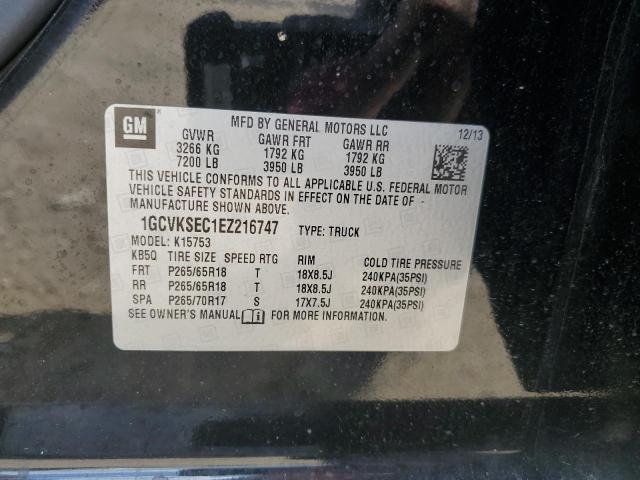 GM
MFD BY GENERAL MOTORS LLC
12/13
GVWR GAWR FRT GAWR RR
3266 KG 1792 KG 1792 KG
7200 LB 3950 LB 3950 LB
THIS VEHICLE CONFORMS TO ALL APPLICABLE U.S. FEDERAL MOTOR
VEHICLE SAFETY STANDARDS IN EFFECT ON THE DATE OF -
MANUFACTURE SHOWN ABOVE.
1GCVKSEC1EZ216747 TYPE: TRUCK
MODEL: K15753
KB5Q TIRE SIZE SPEED RTG RIM COLD TIRE PRESSURE
FRT P265/65R18 T 18X8.5J 240KPA(35PSI)
RR P265/65R18 T 18X8.5J 240KPA(35PSI)
SPA P265/70R17 S 17X7.5J 240KPA(35PSI)
SEE OWNER'S MANUAL i FOR MORE INFORMATION.